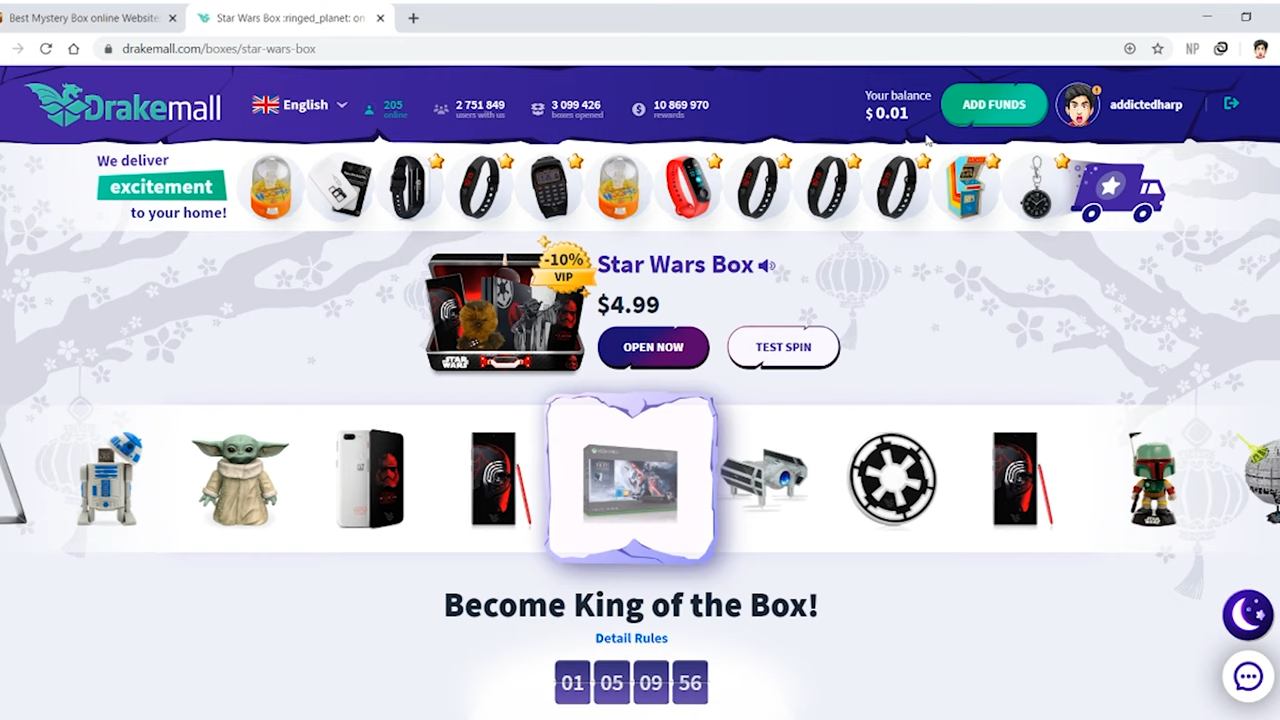 Best Mystery Box online Website
Star Wars Box :ringed_planet: on
drakemall.com/boxes/star-wars-box
NP
Drakemall
English
205
online
2 751 849
users with us
3 099 426
boxes opened
10 869 970
rewards
Your balance
$ 0.01
ADD FUNDS
addictedharp
We deliver
excitement
to your home!
-10%
VIP
Star Wars Box
$4.99
OPEN NOW
TEST SPIN
STAR
WARS
Become King of the Box!
Detail Rules
01 05 09 56